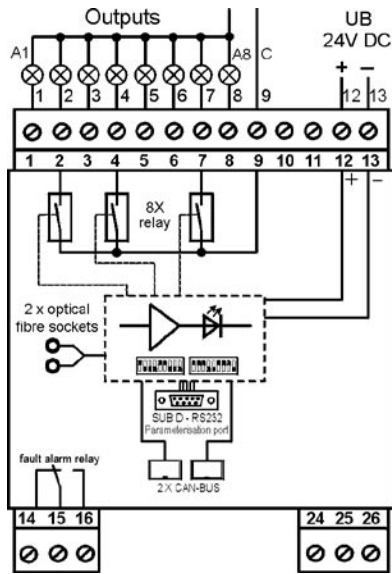 Outputs
UB
24V DC
A1 A8 C + −
1 2 3 4 5 6 7 8 9 12 13
1 2 3 4 5 6 7 8 9 10 11 12 13
+ −
8X
relay
2 x optical
fibre sockets
SUB D - RS232
Parametrisation port
2 X CAN-BUS
fault alarm relay
14 15 16 24 25 26